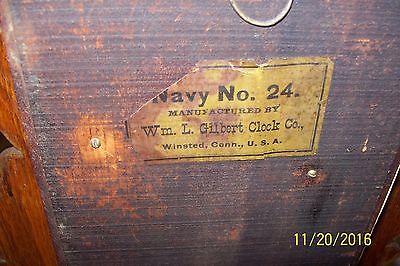 Navy No. 24.
MANUFACTURED BY
Wm. L. Gilbert Clock Co.,
Winsted, Conn., U. S. A.
11/20/2016